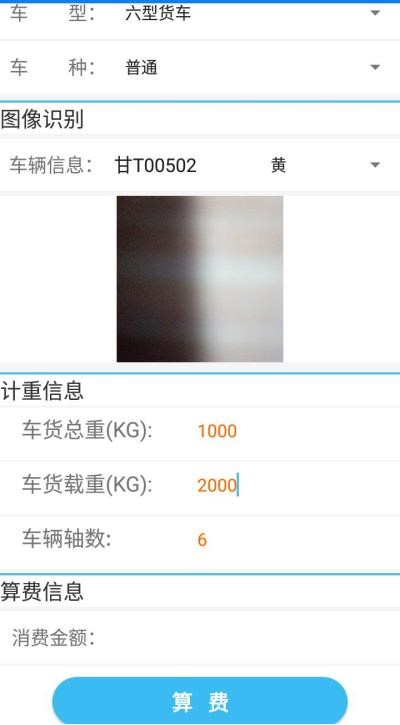 车 型: 六型货车
车 种: 普通
图像识别
车辆信息: 甘T00502 黄
计重信息
车货总重(KG): 1000
车货载重(KG): 2000
车辆轴数: 6
算费信息
消费金额:
算 费